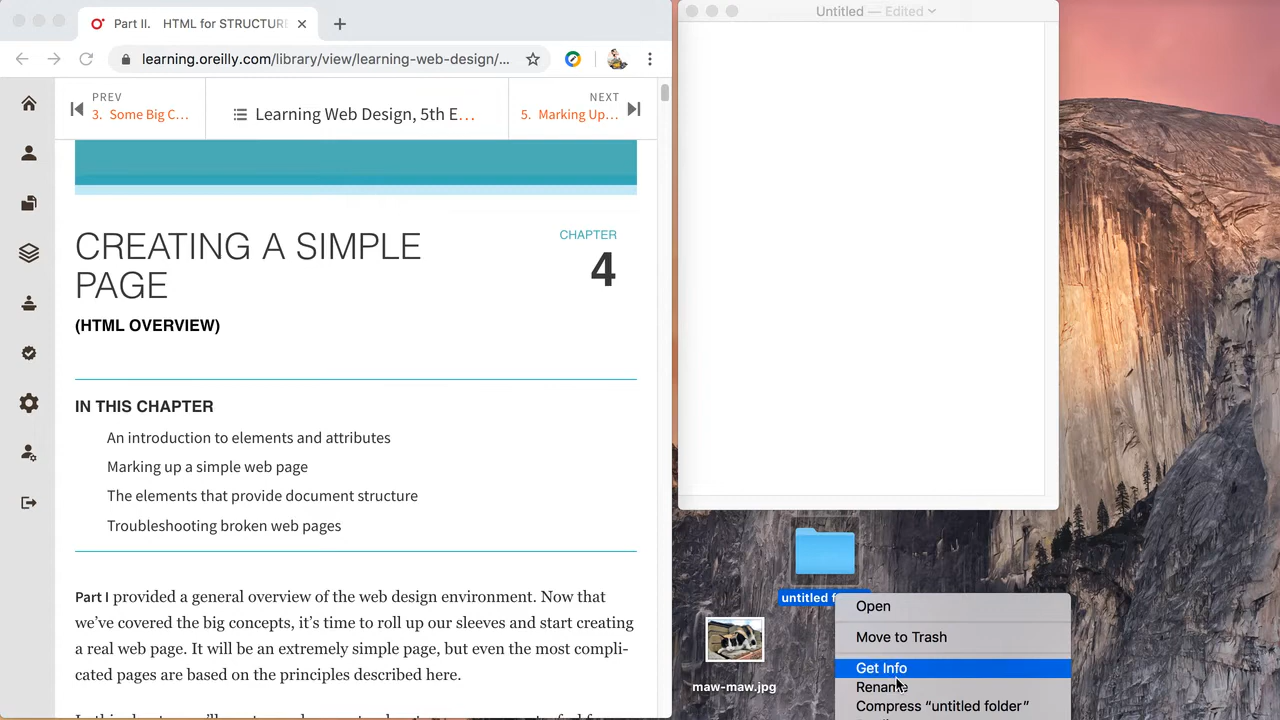 Part II. HTML for STRUCTURE
learning.oreilly.com/library/view/learning-web-design/...
PREV
3. Some Big C...
Learning Web Design, 5th E...
NEXT
5. Marking Up...
CREATING A SIMPLE
PAGE
(HTML OVERVIEW)
CHAPTER
4
IN THIS CHAPTER
An introduction to elements and attributes
Marking up a simple web page
The elements that provide document structure
Troubleshooting broken web pages
Part I provided a general overview of the web design environment. Now that
we’ve covered the big concepts, it’s time to roll up our sleeves and start creating
a real web page. It will be an extremely simple page, but even the most compli-
cated pages are based on the principles described here.
Untitled — Edited
untitled f
maw-maw.jpg
Open
Move to Trash
Get Info
Rename
Compress “untitled folder”